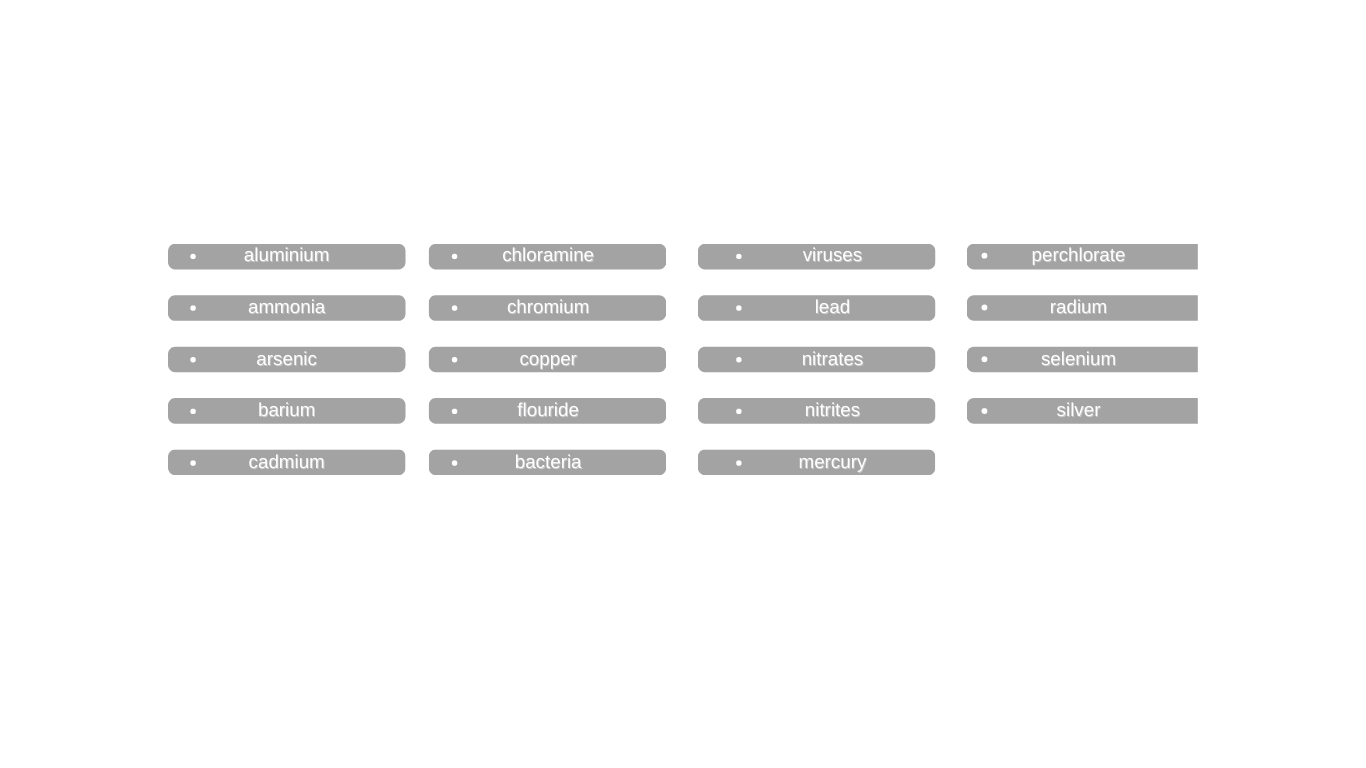 • aluminium
• ammonia
• arsenic
• barium
• cadmium
• chloramine
• chromium
• copper
• flouride
• bacteria
• viruses
• lead
• nitrates
• nitrites
• mercury
• perchlorate
• radium
• selenium
• silver